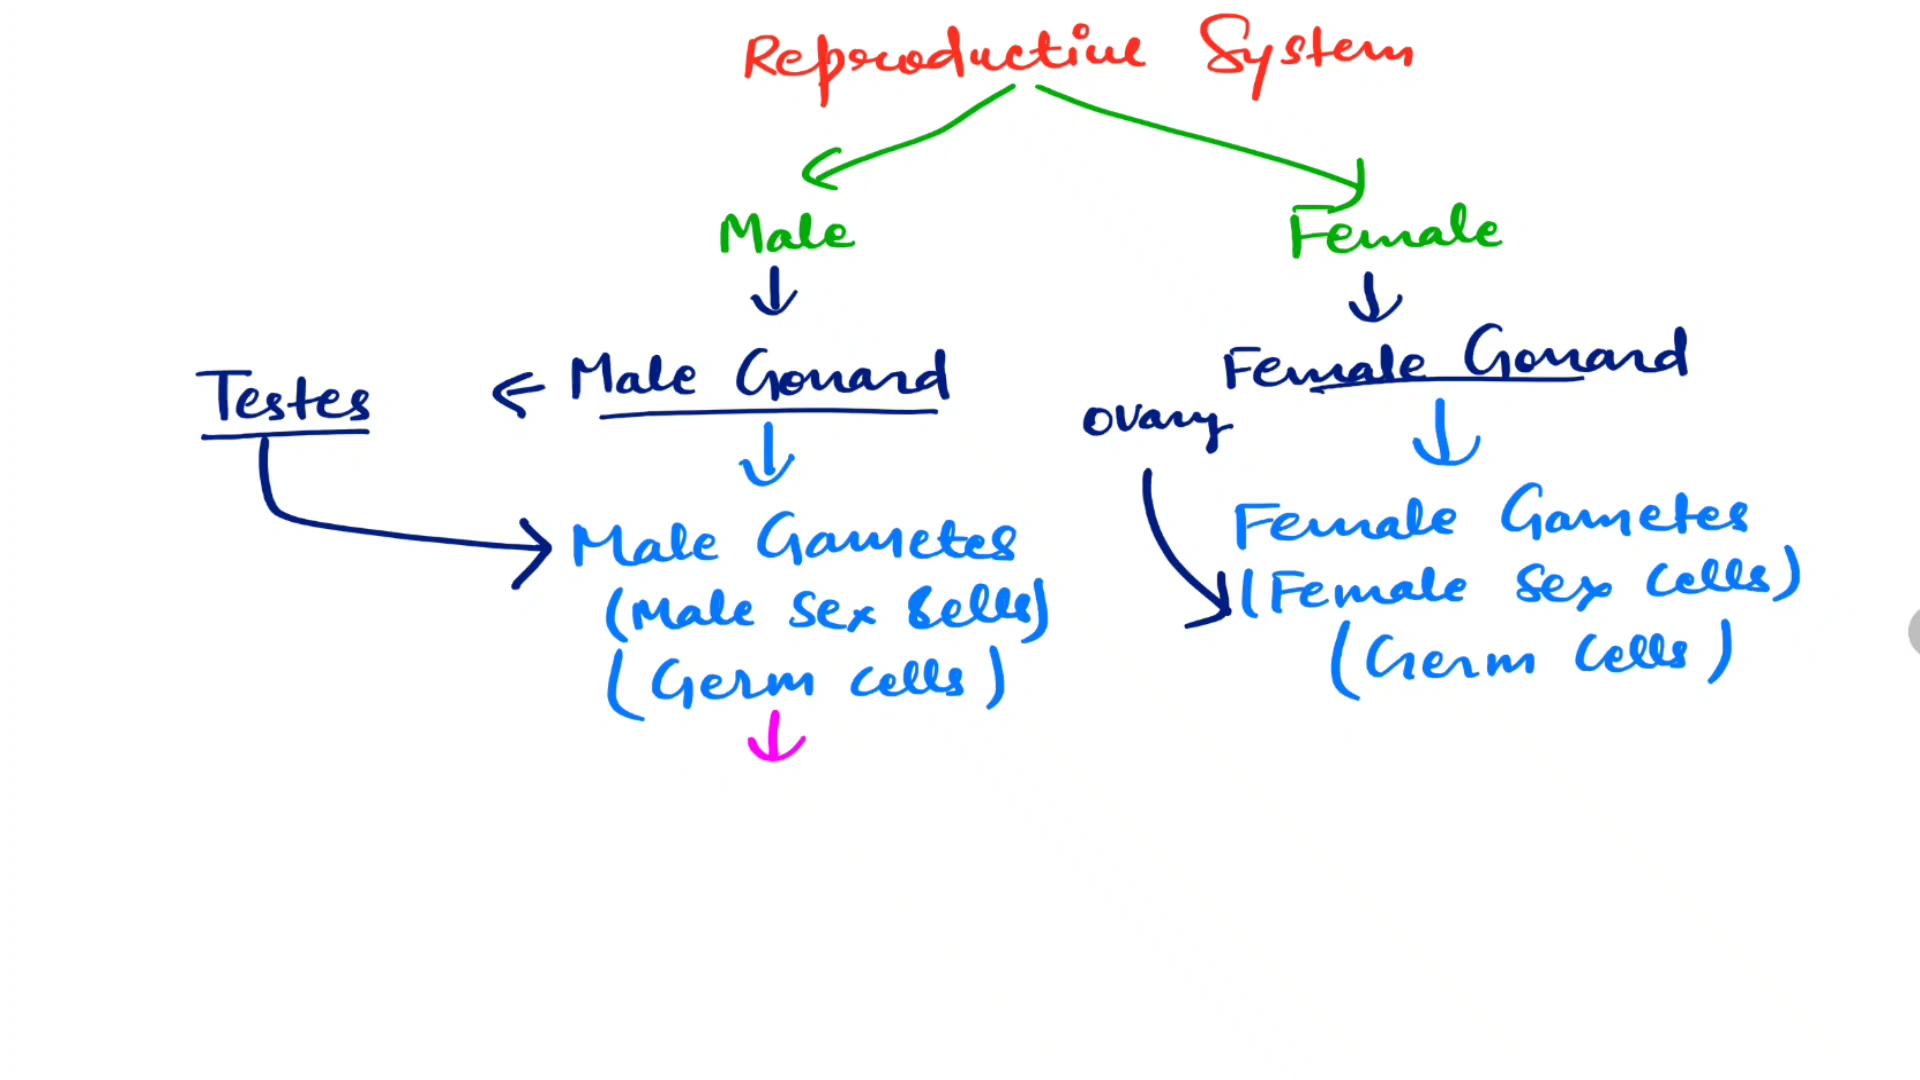 Reproductive System
Male
Female
Testes
Male Gonard
Female Gonard
ovary
Male Gametes
(Male Sex Cells)
(Germ cells)
Female Gametes
(Female Sex cells)
(Germ cells)